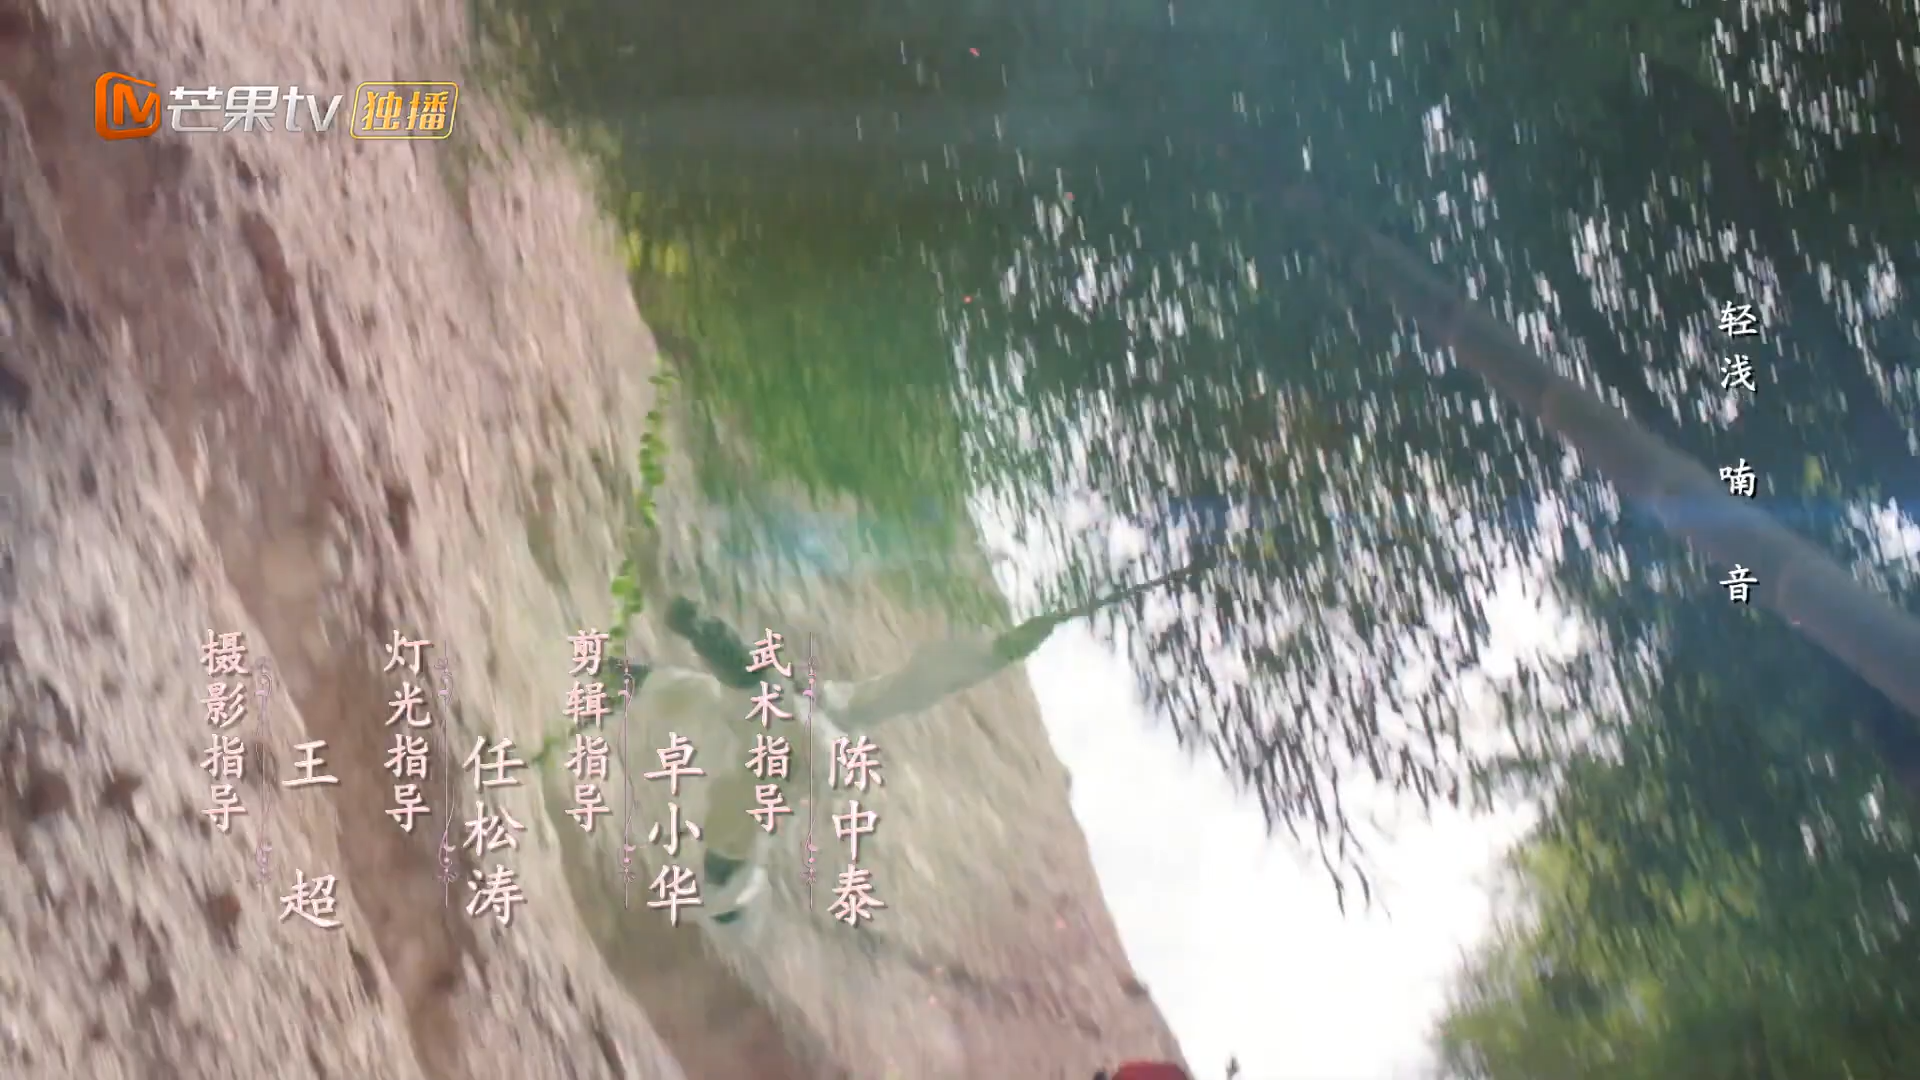 芒果tv 独播
轻浅 喃 音
摄影指导
王超
灯光指导
任松涛
剪辑指导
卓小华
武术指导
陈中泰